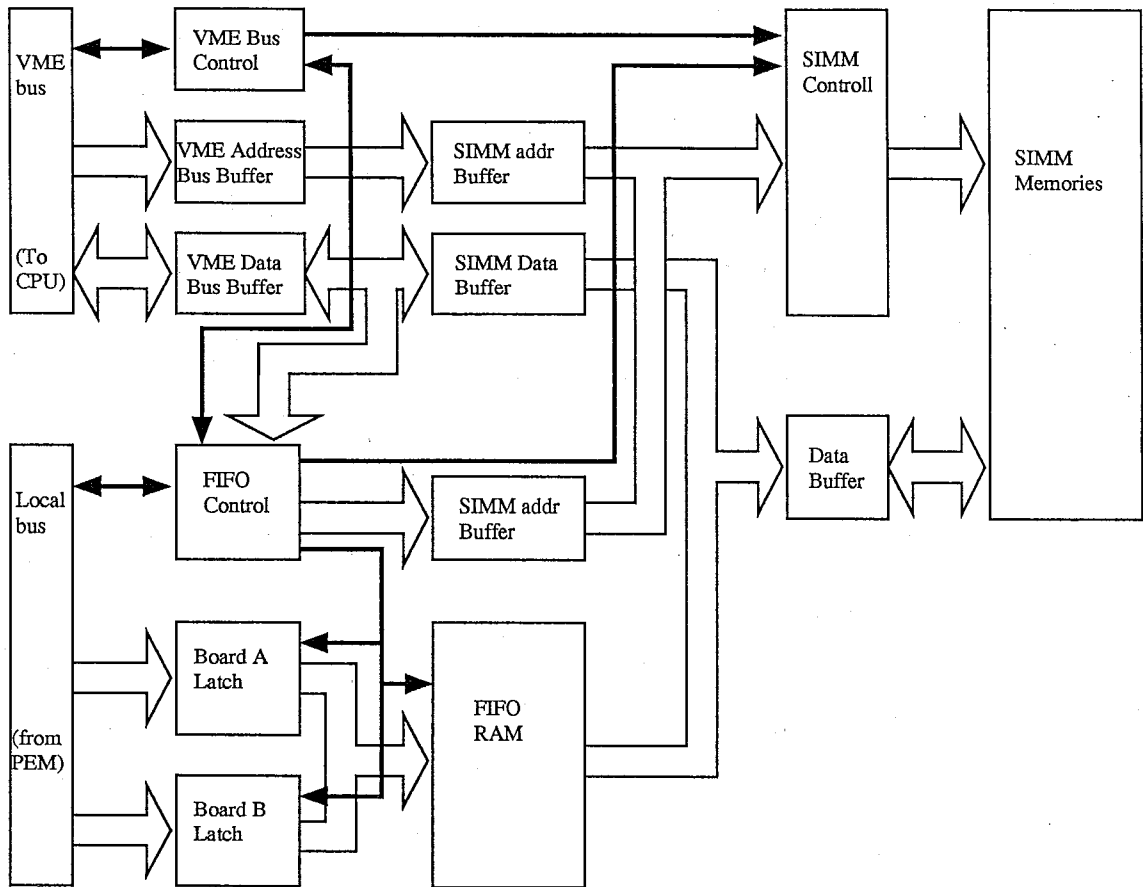 VME
bus
(To
CPU)
VME Bus
Control
VME Address
Bus Buffer
VME Data
Bus Buffer
SIMM addr
Buffer
SIMM Data
Buffer
SIMM
Controll
SIMM
Memories
Local
bus
(from
PEM)
FIFO
Control
SIMM addr
Buffer
Data
Buffer
Board A
Latch
Board B
Latch
FIFO
RAM